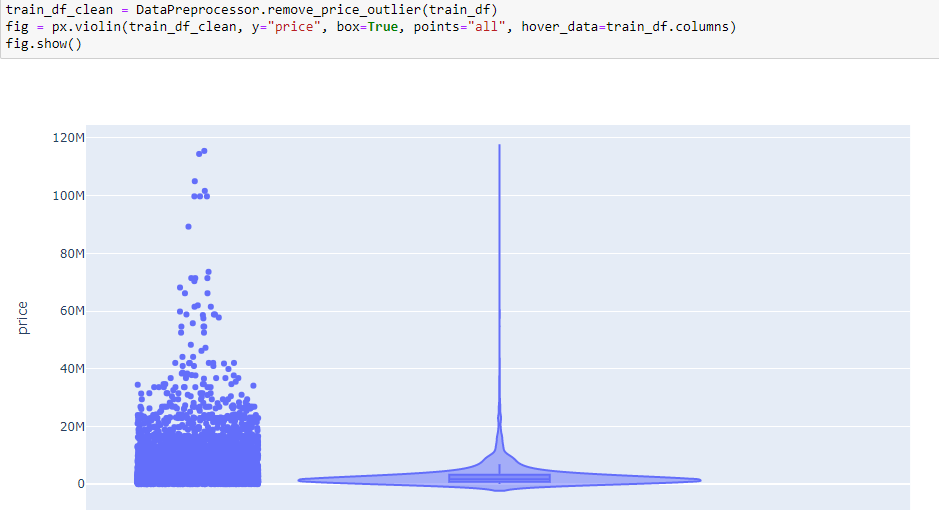 train_df_clean = DataPreprocessor.remove_price_outlier(train_df)
fig = px.violin(train_df_clean, y="price", box=True, points="all", hover_data=train_df.columns)
fig.show()
120M
100M
80M
60M
price
40M
20M
0